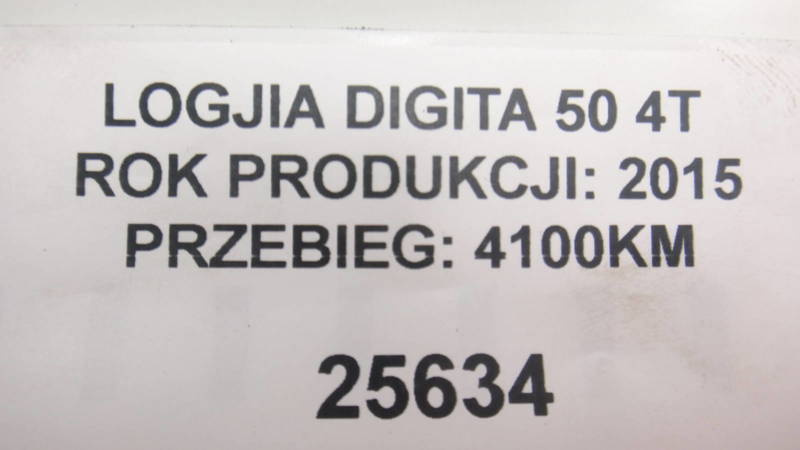 LOGJIA DIGITA 50 4T
ROK PRODUKCJI: 2015
PRZEBIEG: 4100KM
25634